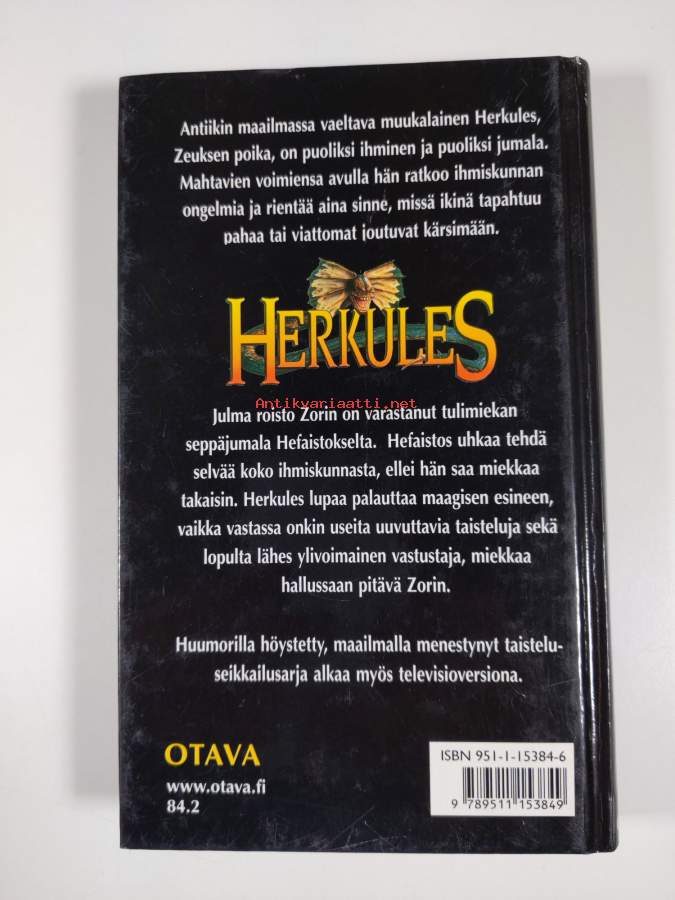 Antiikin maailmassa vaeltava muukalainen Herkules,
Zeuksen poika, on puoliksi ihminen ja puoliksi jumala.
Mahtavien voimiensa avulla hän ratkoo ihmiskunnan
ongelmia ja rientää aina sinne, missä ikinä tapahtuu
pahaa tai viattomat joutuvat kärsimään.
HERKULES
Antikvariaatti.net
Julma roisto Zorin on varastanut tulimiekan
seppäjumala Hefaistokselta. Hefaistos uhkaa tehdä
selvää koko ihmiskunnasta, ellei hän saa miekkaa
takaisin. Herkules lupaa palauttaa maagisen esineen,
vaikka vastassa onkin useita uuvuttavia taisteluja sekä
lopulta lähes ylivoimainen vastustaja, miekkaa
hallussaan pitävä Zorin.
Huumorilla höystetty, maailmalla menestynyt taistelu-
seikkailusarja alkaa myös televisioversiona.
OTAVA
www.otava.fi
84.2
ISBN 951-1-15384-6
9 789511 153849